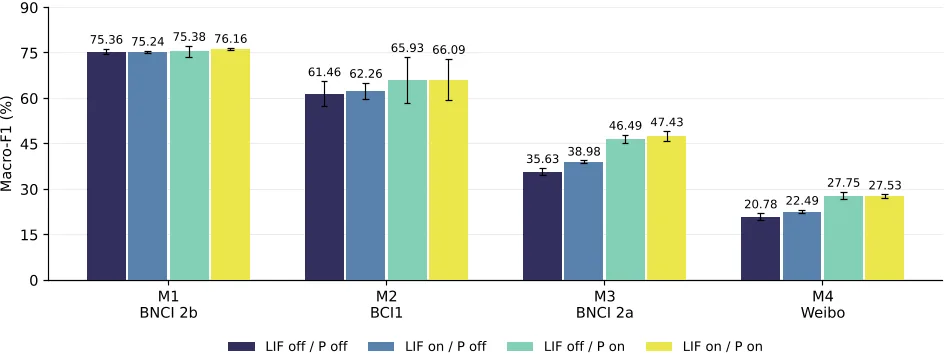 Macro-F1 (%)
90
75
60
45
30
15
0
75.36 75.24 75.38 76.16
61.46 62.26 65.93 66.09
35.63 38.98 46.49 47.43
20.78 22.49 27.75 27.53
M1 M2 M3 M4
BNCI 2b BCI1 BNCI 2a Weibo
LIF off / P off LIF on / P off LIF off / P on LIF on / P on